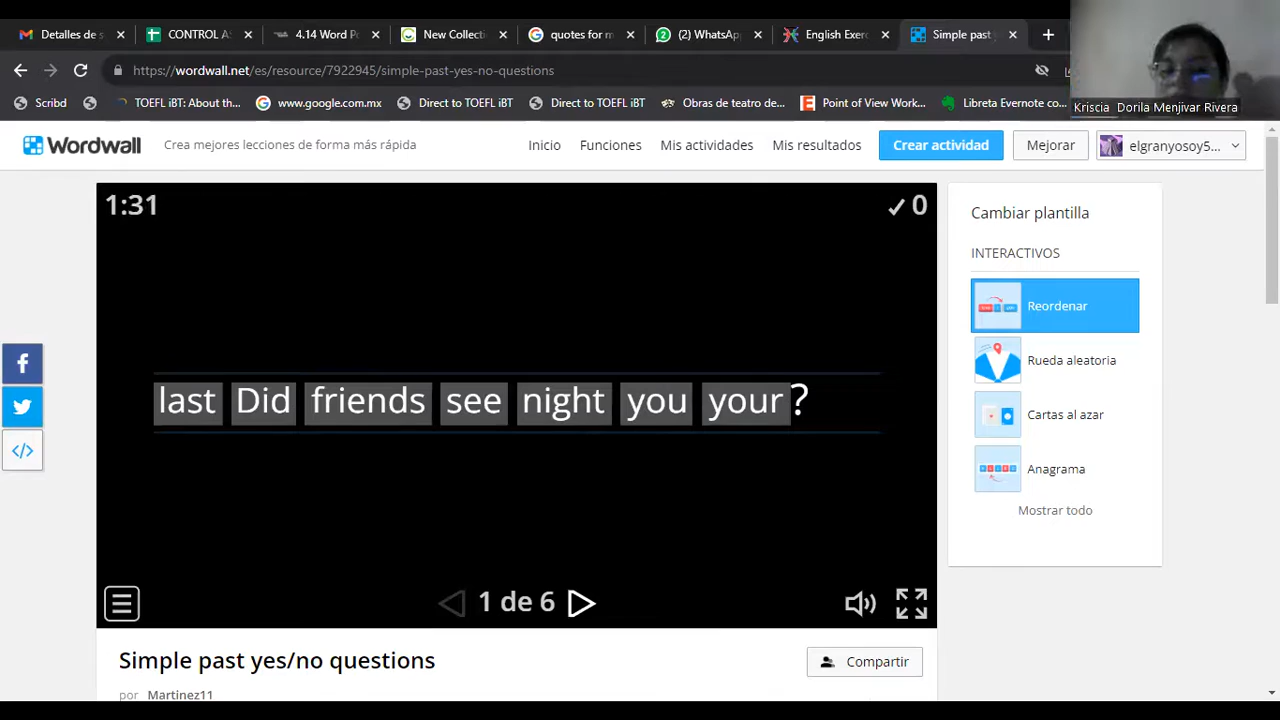 Detalles de s
CONTROL AS
4.14 Word P
New Collecti
quotes for m
(2) WhatsAp
English Exer
Simple past y
https://wordwall.net/es/resource/7922945/simple-past-yes-no-questions
Kriscia Dorila Menjivar Rivera
Scribd
TOEFL iBT: About th...
www.google.com.mx
Direct to TOEFL iBT
Direct to TOEFL iBT
Obras de teatro de...
Point of View Work...
Libreta Evernote co...
Wordwall
Crea mejores lecciones de forma más rápida
Inicio
Funciones
Mis actividades
Mis resultados
Crear actividad
Mejorar
elgranyosoy5...
1:31
✓ 0
Cambiar plantilla
INTERACTIVOS
Reordenar
Rueda aleatoria
Cartas al azar
Anagrama
Mostrar todo
last Did friends see night you your ?
1 de 6
Simple past yes/no questions
Compartir
por Martinez11